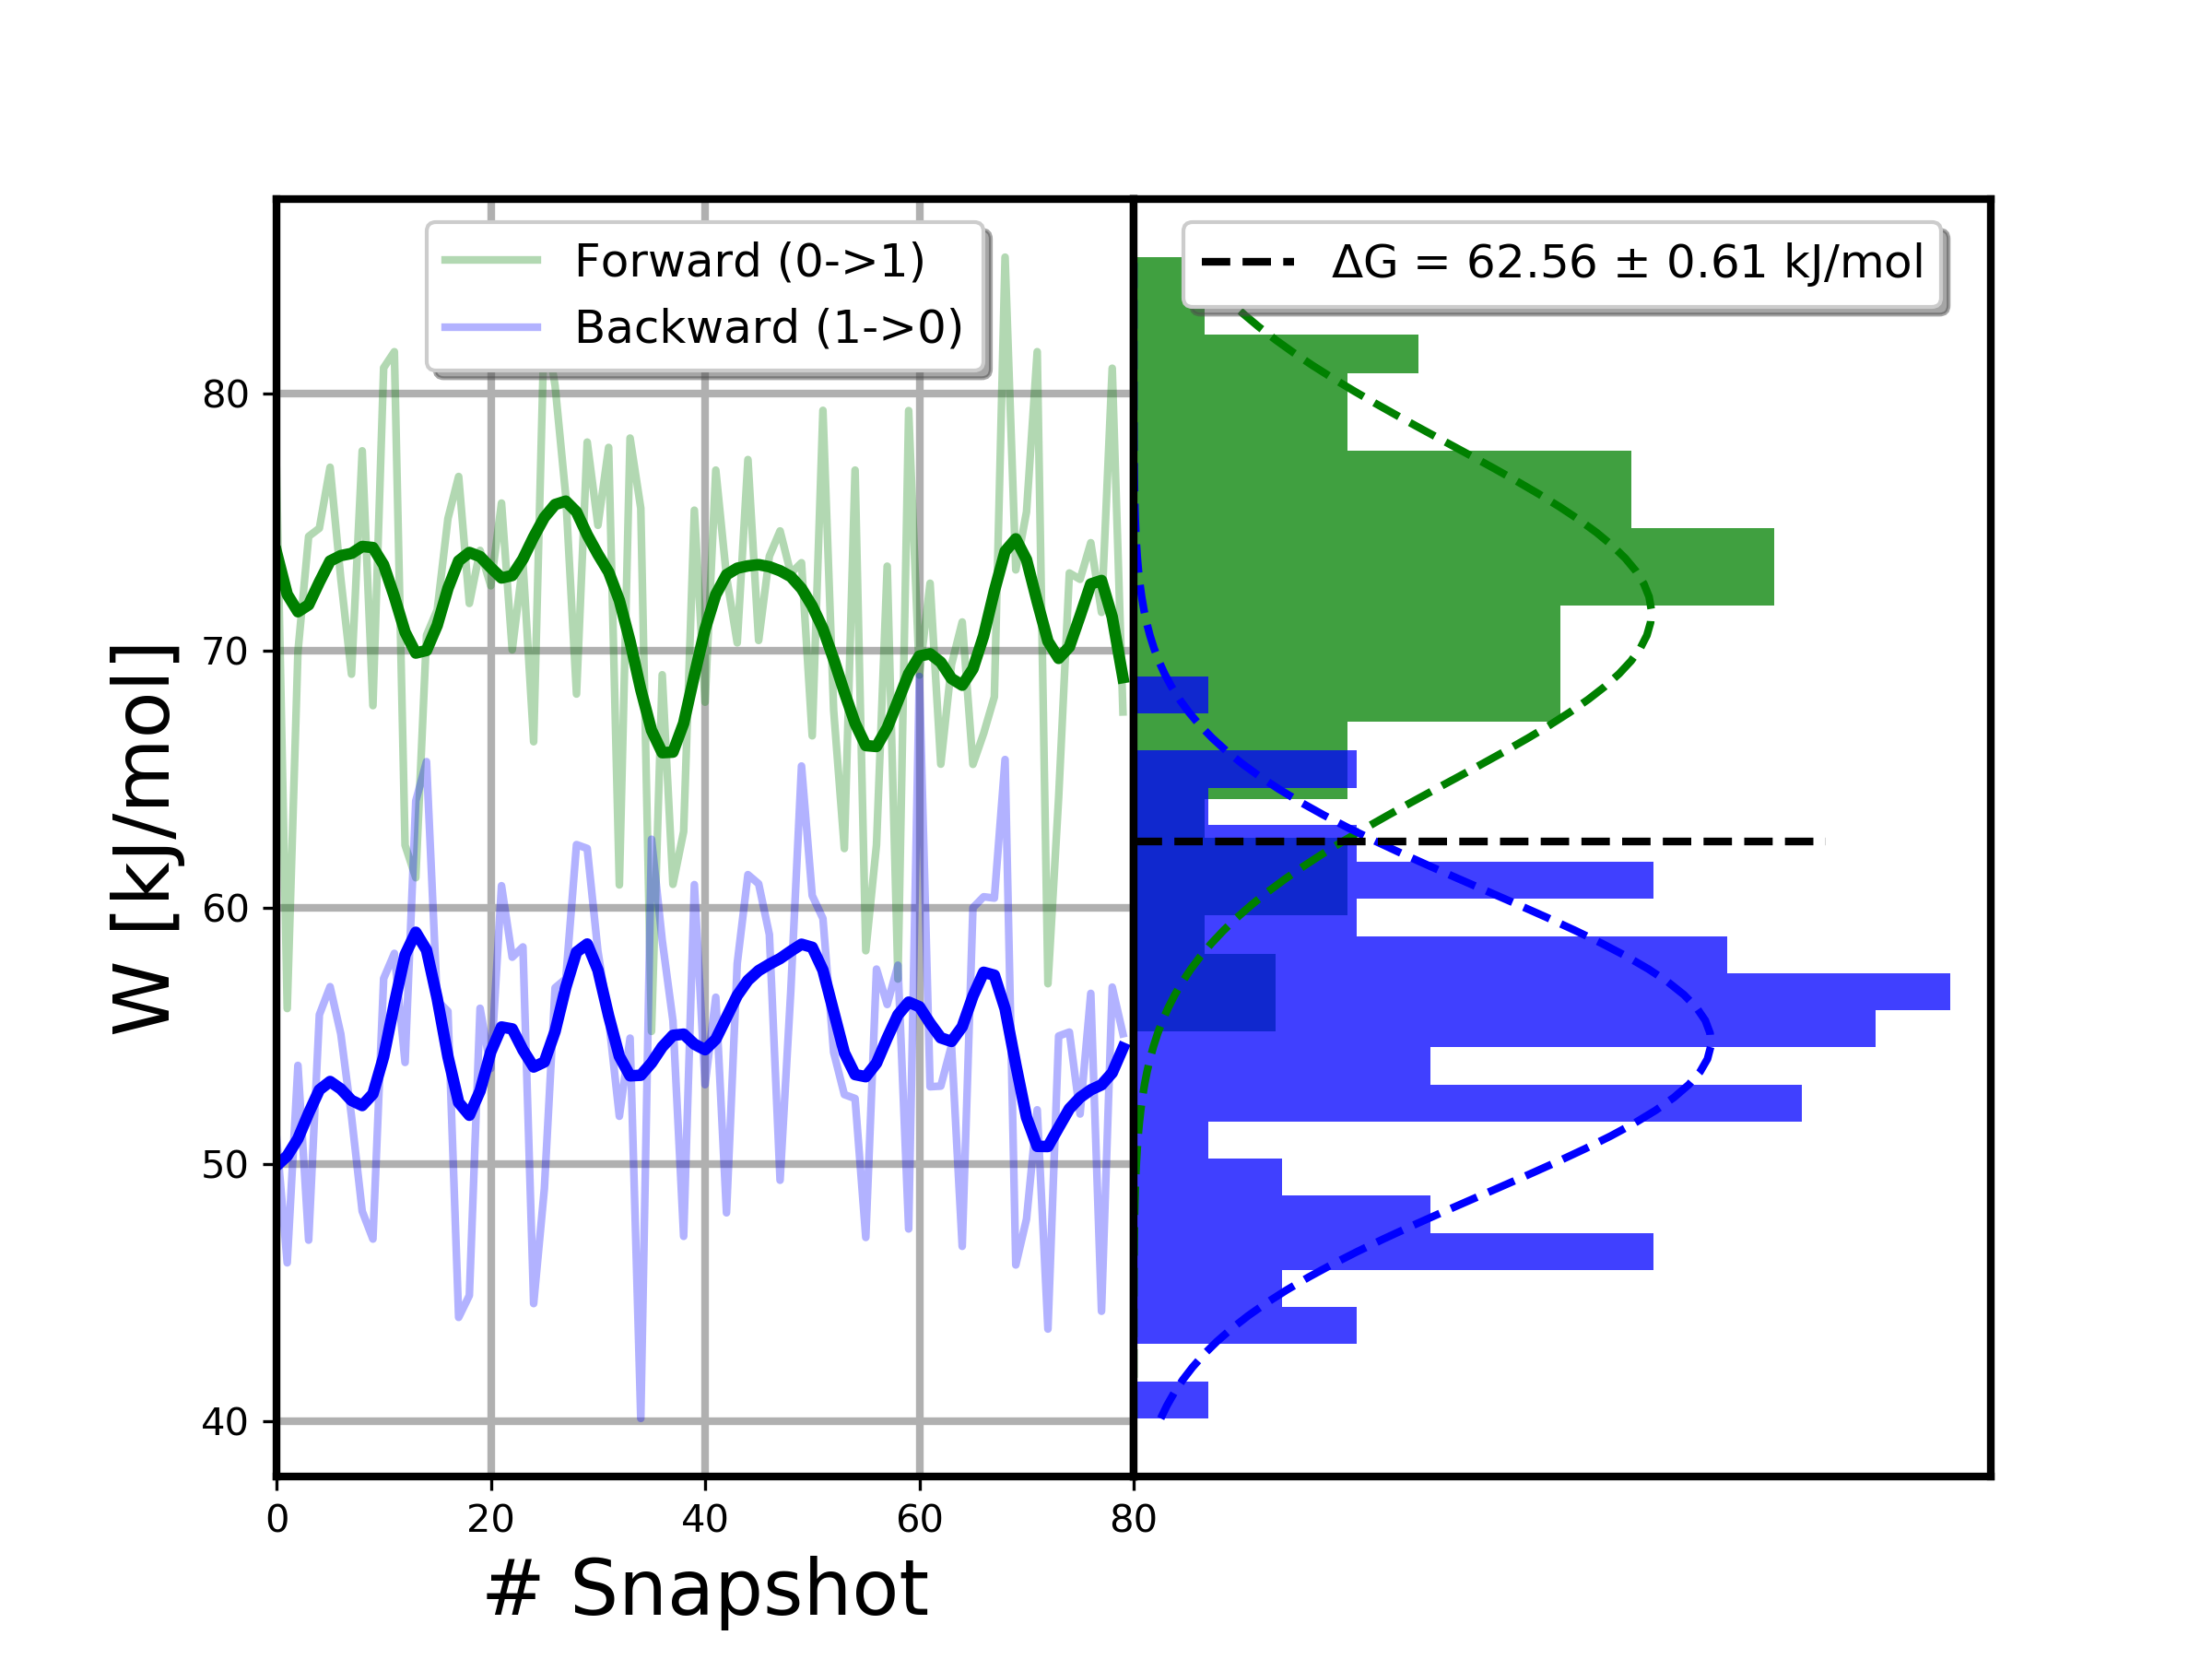 Forward (0->1)
Backward (1->0)
ΔG = 62.56 ± 0.61 kJ/mol
W [kJ/mol]
80
70
60
50
40
0 20 40 60 80
# Snapshot